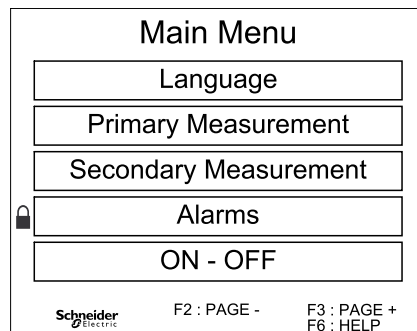 Main Menu
Language
Primary Measurement
Secondary Measurement
Alarms
ON - OFF
Schneider
Electric
F2 : PAGE -
F3 : PAGE +
F6 : HELP